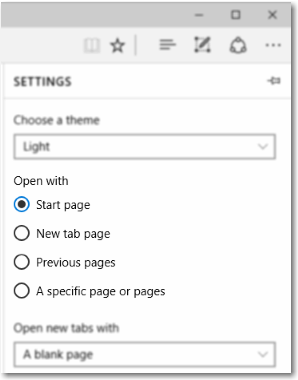 SETTINGS
Choose a theme
Light
Open with
Start page
New tab page
Previous pages
A specific page or pages
Open new tabs with
A blank page